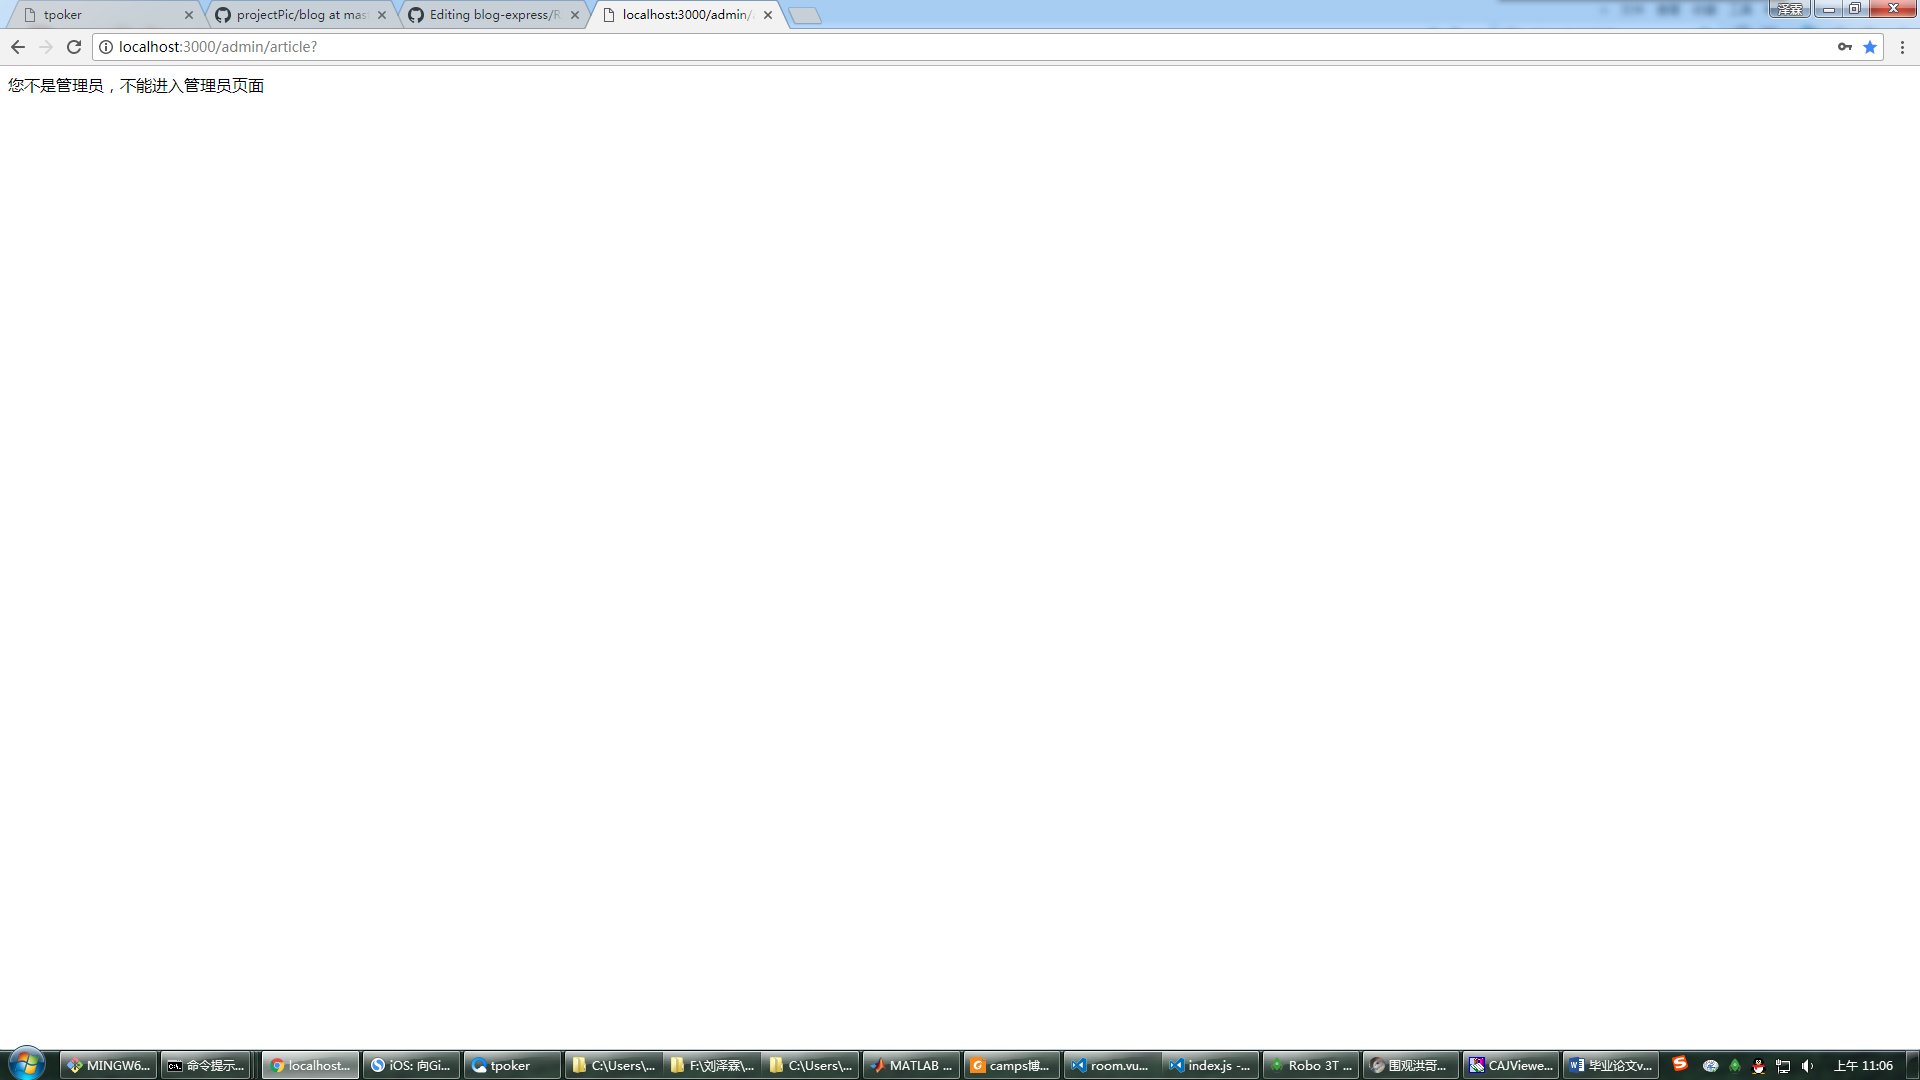 tpoker
projectPic/blog at mast
Editing blog-express/R
localhost:3000/admin/
泽霖
localhost:3000/admin/article?
您不是管理员，不能进入管理员页面
MINGW6...
命令提示...
localhost...
iOS: 向Gi...
tpoker
C:\Users\...
F:\刘泽霖\...
C:\Users\...
MATLAB ...
camps博...
room.vu...
index.js -...
Robo 3T ...
围观洪哥...
CAJViewe...
毕业论文v...
上午 11:06